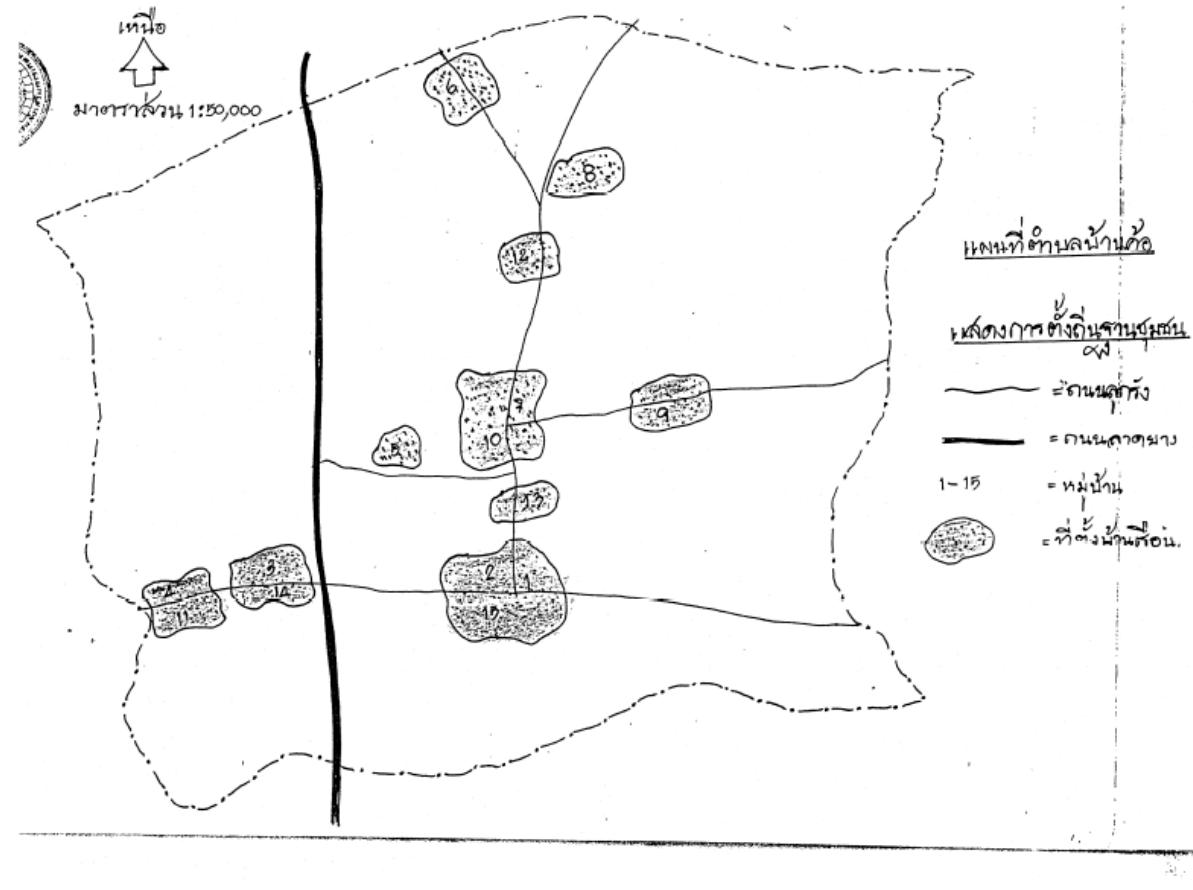 เหนือ
มาตราส่วน 1:50,000
6
8
12
แผนที่ตำบลบ้านค้อ
แสดงการตั้งถิ่นฐานชุมชน
7
9
10
5
= ถนนลูกรัง
= ถนนลาดยาง
13
1-15 = หมู่บ้าน
= ที่ตั้งบ้านเรือน.
3
2
1
4
14
11
15